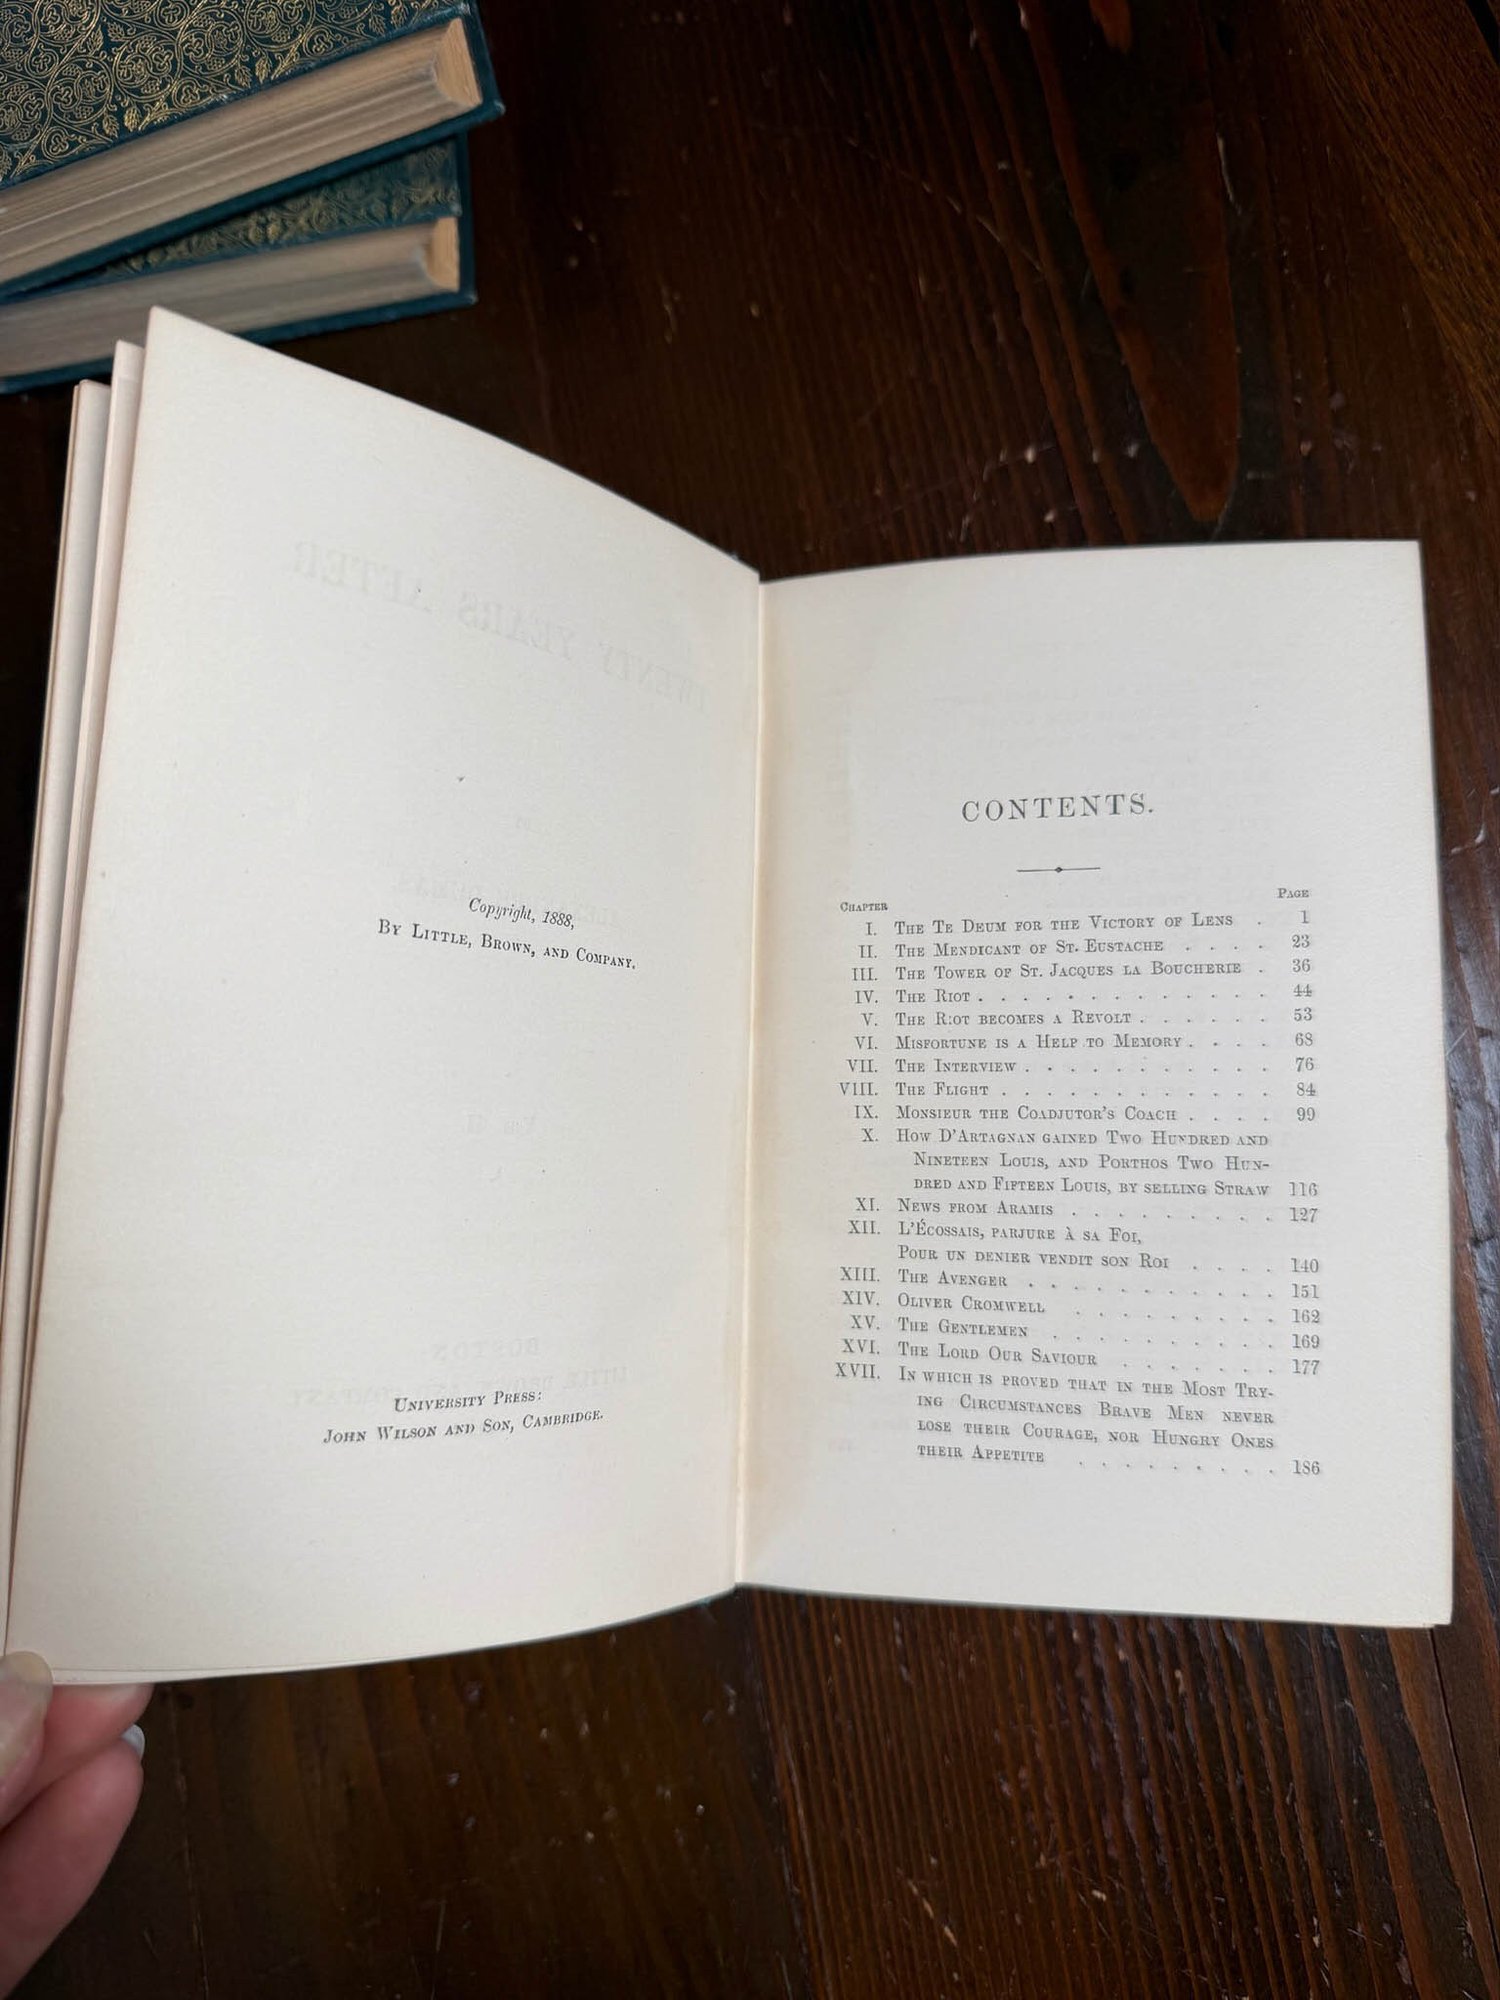 TWENTY YEARS AFTER
Copyright, 1888,
By Little, Brown, and Company.
BOSTON
University Press:
John Wilson and Son, Cambridge.
CONTENTS.
Chapter Page
I. The Te Deum for the Victory of Lens . 1
II. The Mendicant of St. Eustache . . . . 23
III. The Tower of St. Jacques la Boucherie . 36
IV. The Riot . . . . . . . . . . . . . 44
V. The Riot becomes a Revolt . . . . . . 53
VI. Misfortune is a Help to Memory . . . . 68
VII. The Interview . . . . . . . . . . . 76
VIII. The Flight . . . . . . . . . . . . 84
IX. Monsieur the Coadjutor's Coach . . . . 99
X. How D'Artagnan gained Two Hundred and
Nineteen Louis, and Porthos Two Hun-
dred and Fifteen Louis, by selling Straw 116
XI. News from Aramis . . . . . . . . . 127
XII. L'Écossais, parjure à sa Foi,
Pour un denier vendit son Roi . . . . 140
XIII. The Avenger . . . . . . . . . . . 151
XIV. Oliver Cromwell . . . . . . . . . 162
XV. The Gentlemen . . . . . . . . . . 169
XVI. The Lord Our Saviour . . . . . . . 177
XVII. In which is proved that in the Most Try-
ing Circumstances Brave Men never
lose their Courage, nor Hungry Ones
their Appetite . . . . . . . . . 186